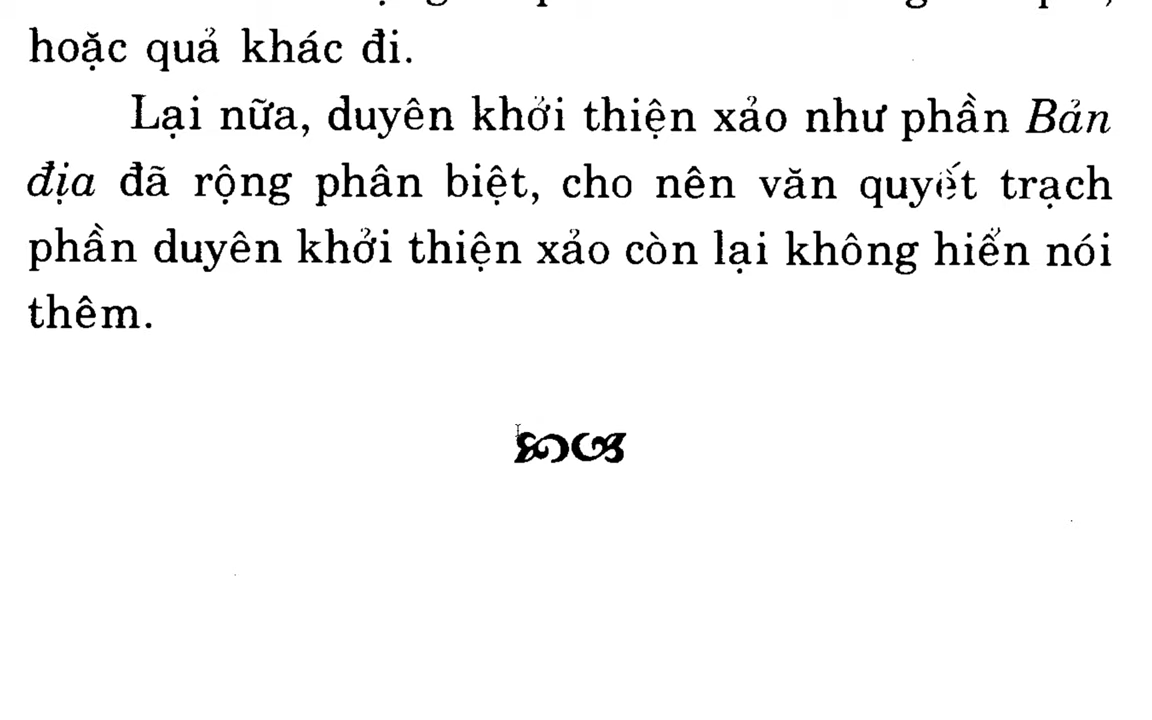 hoặc quả khác đi.
Lại nữa, duyên khởi thiện xảo như phần Bản
địa đã rộng phân biệt, cho nên văn quyết trạch
phần duyên khởi thiện xảo còn lại không hiển nói
thêm.